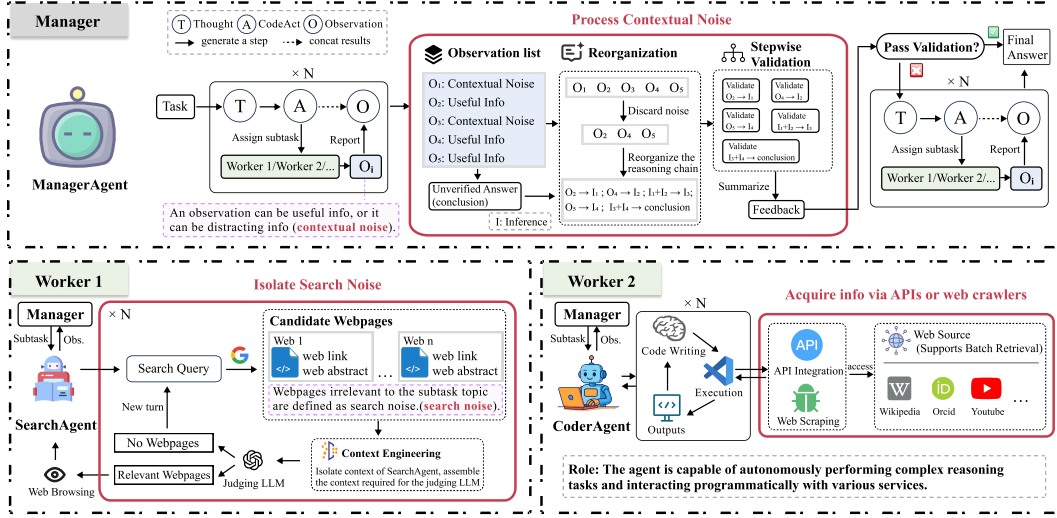 Manager
T Thought A CodeAct O Observation
generate a step concat results
ManagerAgent
Task
× N
T A O
Assign subtask Report
Worker 1/Worker 2/... Oi
An observation can be useful info, or it
can be distracting info (contextual noise).
Process Contextual Noise
Observation list
O₁: Contextual Noise
O₂: Useful Info
O₃: Contextual Noise
O₄: Useful Info
O₅: Useful Info
Unverified Answer
(conclusion)
Reorganization
O₁ O₂ O₃ O₄ O₅
Discard noise
O₂ O₄ O₅
Reorganize the
reasoning chain
O₂ → I₁ ; O₄ → I₂ ; I₁+I₂ → I₃;
O₅ → I₄ ; I₃+I₄ → conclusion
I: Inference
Stepwise
Validation
Validate
O₂ → I₁
Validate
O₄ → I₂
Validate
O₅ → I₄
Validate
I₁+I₂ → I₃
Validate
I₃+I₄ → conclusion
Summarize
Feedback
Pass Validation?
Final
Answer
× N
T A O
Assign subtask Report
Worker 1/Worker 2/... Oi
Worker 1
Isolate Search Noise
Manager
Subtask Obs.
SearchAgent
Web Browsing
× N
Search Query
New turn
No Webpages
Relevant Webpages
Judging LLM
Candidate Webpages
Web 1
</>
web link
web abstract
...
Web n
</>
web link
web abstract
Webpages irrelevant to the subtask topic
are defined as search noise.(search noise).
Context Engineering
Isolate context of SearchAgent, assemble
the context required for the judging LLM
Worker 2
Manager
Subtask Obs.
CoderAgent
× N
Code Writing
Execution
</>
Outputs
Acquire info via APIs or web crawlers
API
API Integration
Web Scraping
access
Web Source
(Supports Batch Retrieval)
W
iD
Wikipedia Orcid Youtube ...
Role: The agent is capable of autonomously performing complex reasoning
tasks and interacting programmatically with various services.